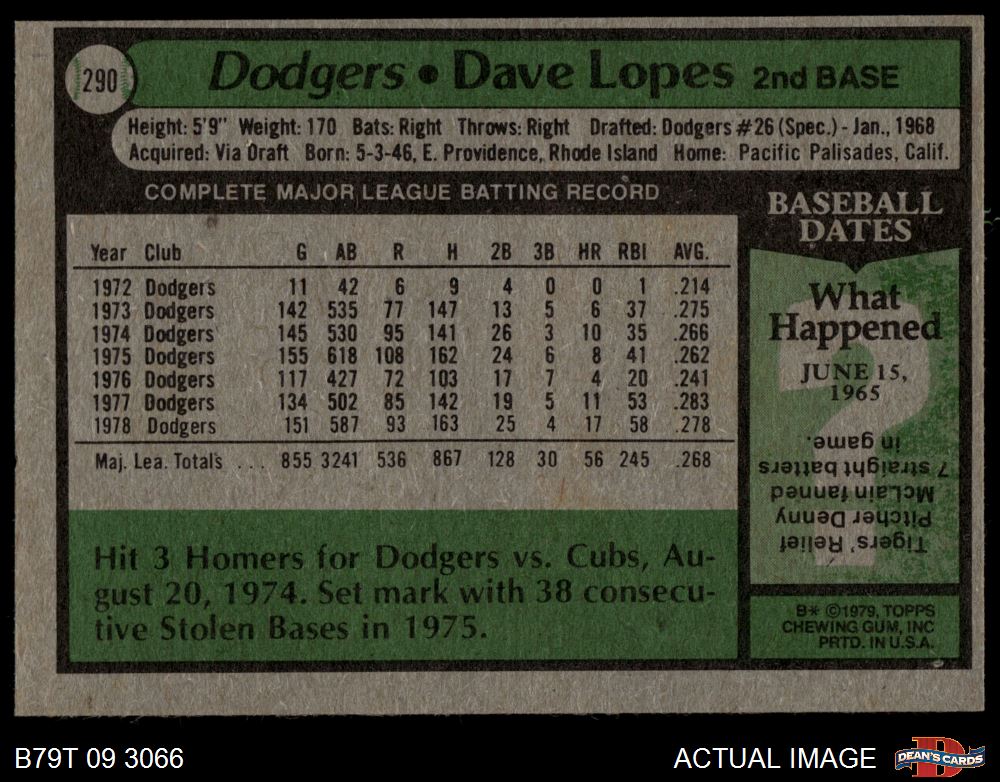 290
Dodgers • Dave Lopes 2nd BASE
Height: 5'9" Weight: 170 Bats: Right Throws: Right Drafted: Dodgers #26 (Spec.) - Jan., 1968
Acquired: Via Draft Born: 5-3-46, E. Providence, Rhode Island Home: Pacific Palisades, Calif.
COMPLETE MAJOR LEAGUE BATTING RECORD
Year Club G AB R H 2B 3B HR RBI AVG.
1972 Dodgers 11 42 6 9 4 0 0 1 .214
1973 Dodgers 142 535 77 147 13 5 6 37 .275
1974 Dodgers 145 530 95 141 26 3 10 35 .266
1975 Dodgers 155 618 108 162 24 6 8 41 .262
1976 Dodgers 117 427 72 103 17 7 4 20 .241
1977 Dodgers 134 502 85 142 19 5 11 53 .283
1978 Dodgers 151 587 93 163 25 4 17 58 .278
Maj. Lea. Totals ... 855 3241 536 867 128 30 56 245 .268
Hit 3 Homers for Dodgers vs. Cubs, Au-
gust 20, 1974. Set mark with 38 consecu-
tive Stolen Bases in 1975.
BASEBALL
DATES
What
Happened
JUNE 15,
1965
?
Tigers' Relief
Pitcher Denny
McLain fanned
7 straight batters
in game.
B* ©1979, TOPPS
CHEWING GUM, INC
PRTD. IN U.S.A.
B79T 09 3066
ACTUAL IMAGE
D
DEAN'S CARDS